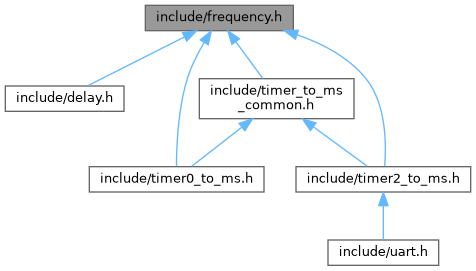 include/frequency.h
include/delay.h
include/timer_to_ms
_common.h
include/timer0_to_ms.h
include/timer2_to_ms.h
include/uart.h